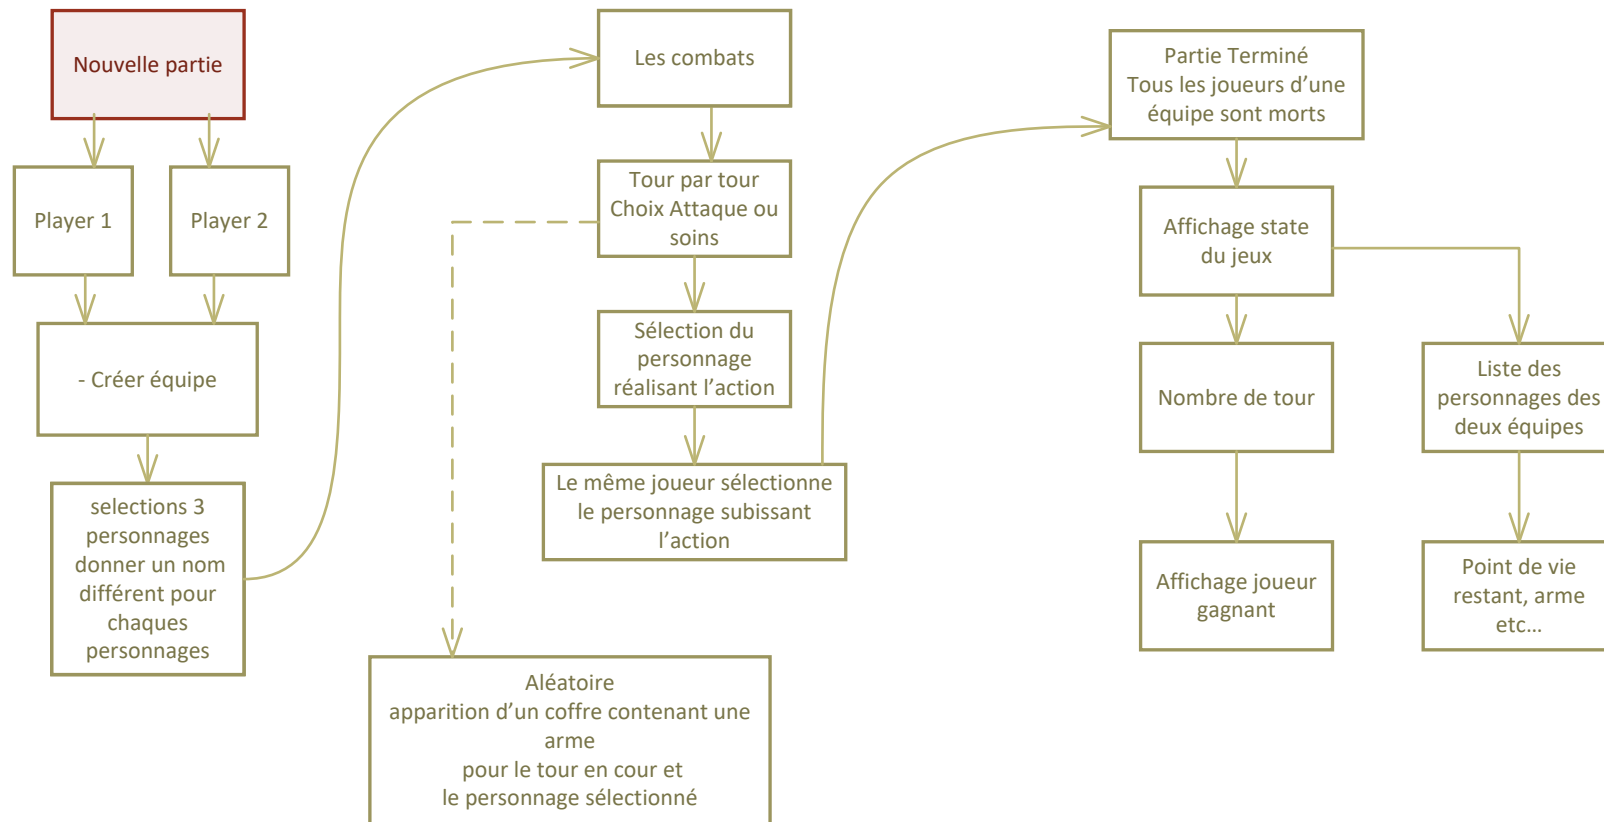 Nouvelle partie
Player 1
Player 2
- Créer équipe
selections 3
personnages
donner un nom
différent pour
chaques
personnages
Les combats
Tour par tour
Choix Attaque ou
soins
Sélection du
personnage
réalisant l’action
Le même joueur sélectionne
le personnage subissant
l’action
Aléatoire
apparition d’un coffre contenant une
arme
pour le tour en cour et
le personnage sélectionné
Partie Terminé
Tous les joueurs d’une
équipe sont morts
Affichage state
du jeux
Nombre de tour
Affichage joueur
gagnant
Liste des
personnages des
deux équipes
Point de vie
restant, arme
etc…